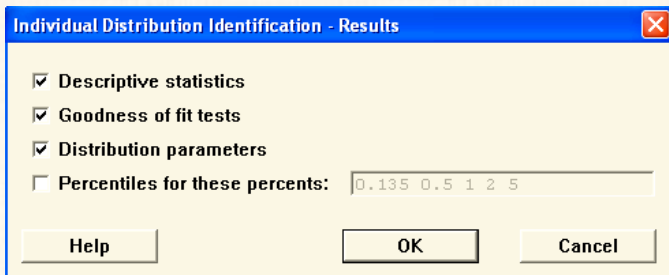 Individual Distribution Identification - Results
Descriptive statistics
Goodness of fit tests
Distribution parameters
Percentiles for these percents: 0.135 0.5 1 2 5
Help OK Cancel